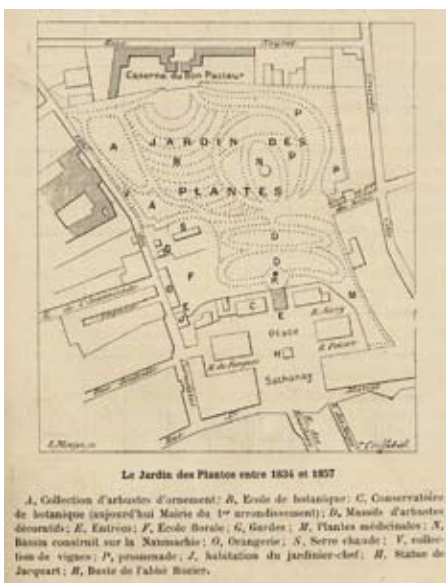 Rue Neyret
Caserne du Bon Pasteur
P
A JARDIN DES
B N P
PLANTES
A
P
S
G
D
O
F
D
R
M
E
J
C
E
Place
H
Sathonay
Le Jardin des Plantes entre 1834 et 1857
A, Collection d'arbustes d'ornement; B, Ecole de botanique; C, Conservatoire
de botanique (aujourd'hui Mairie du 1er arrondissement); D, Massifs d'arbustes
décoratifs; E, Entrées; F, Ecole florale; G, Gardes; M, Plantes médicinales; N,
Bassin construit sur la Naumachie; O, Orangerie; S, Serre chaude; V, collec-
tion de vignes; P, promenade; J, habitation du jardinier-chef; H, Statue de
Jacquart; R, Buste de l'abbé Rozier.